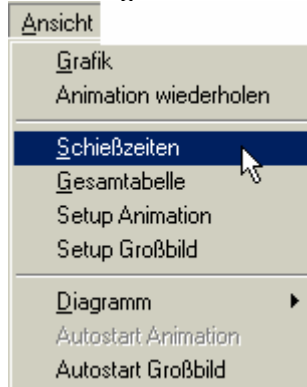 Ansicht
Grafik
Animation wiederholen
Schießzeiten
Gesamtabelle
Setup Animation
Setup Großbild
Diagramm
Autostart Animation
Autostart Großbild